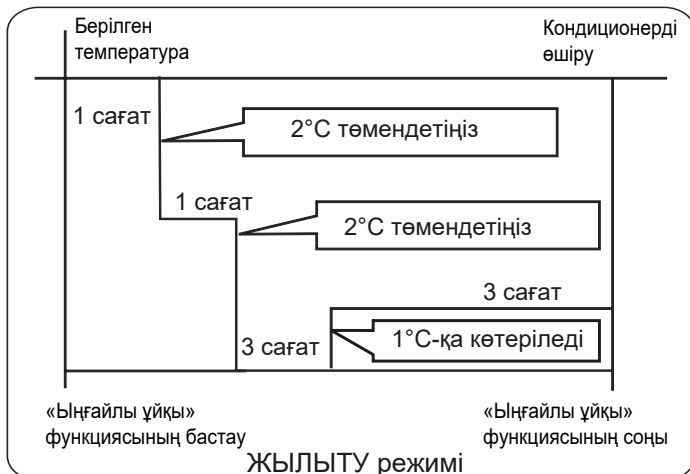 Берілген
температура
Кондиционерді
өшіру
1 сағат
2°C төмендетіңіз
1 сағат
2°C төмендетіңіз
3 сағат
3 сағат
1°C-қа көтеріледі
«Ыңғайлы ұйқы»
функциясының бастау
«Ыңғайлы ұйқы»
функциясының соңы
ЖЫЛЫТУ режимі